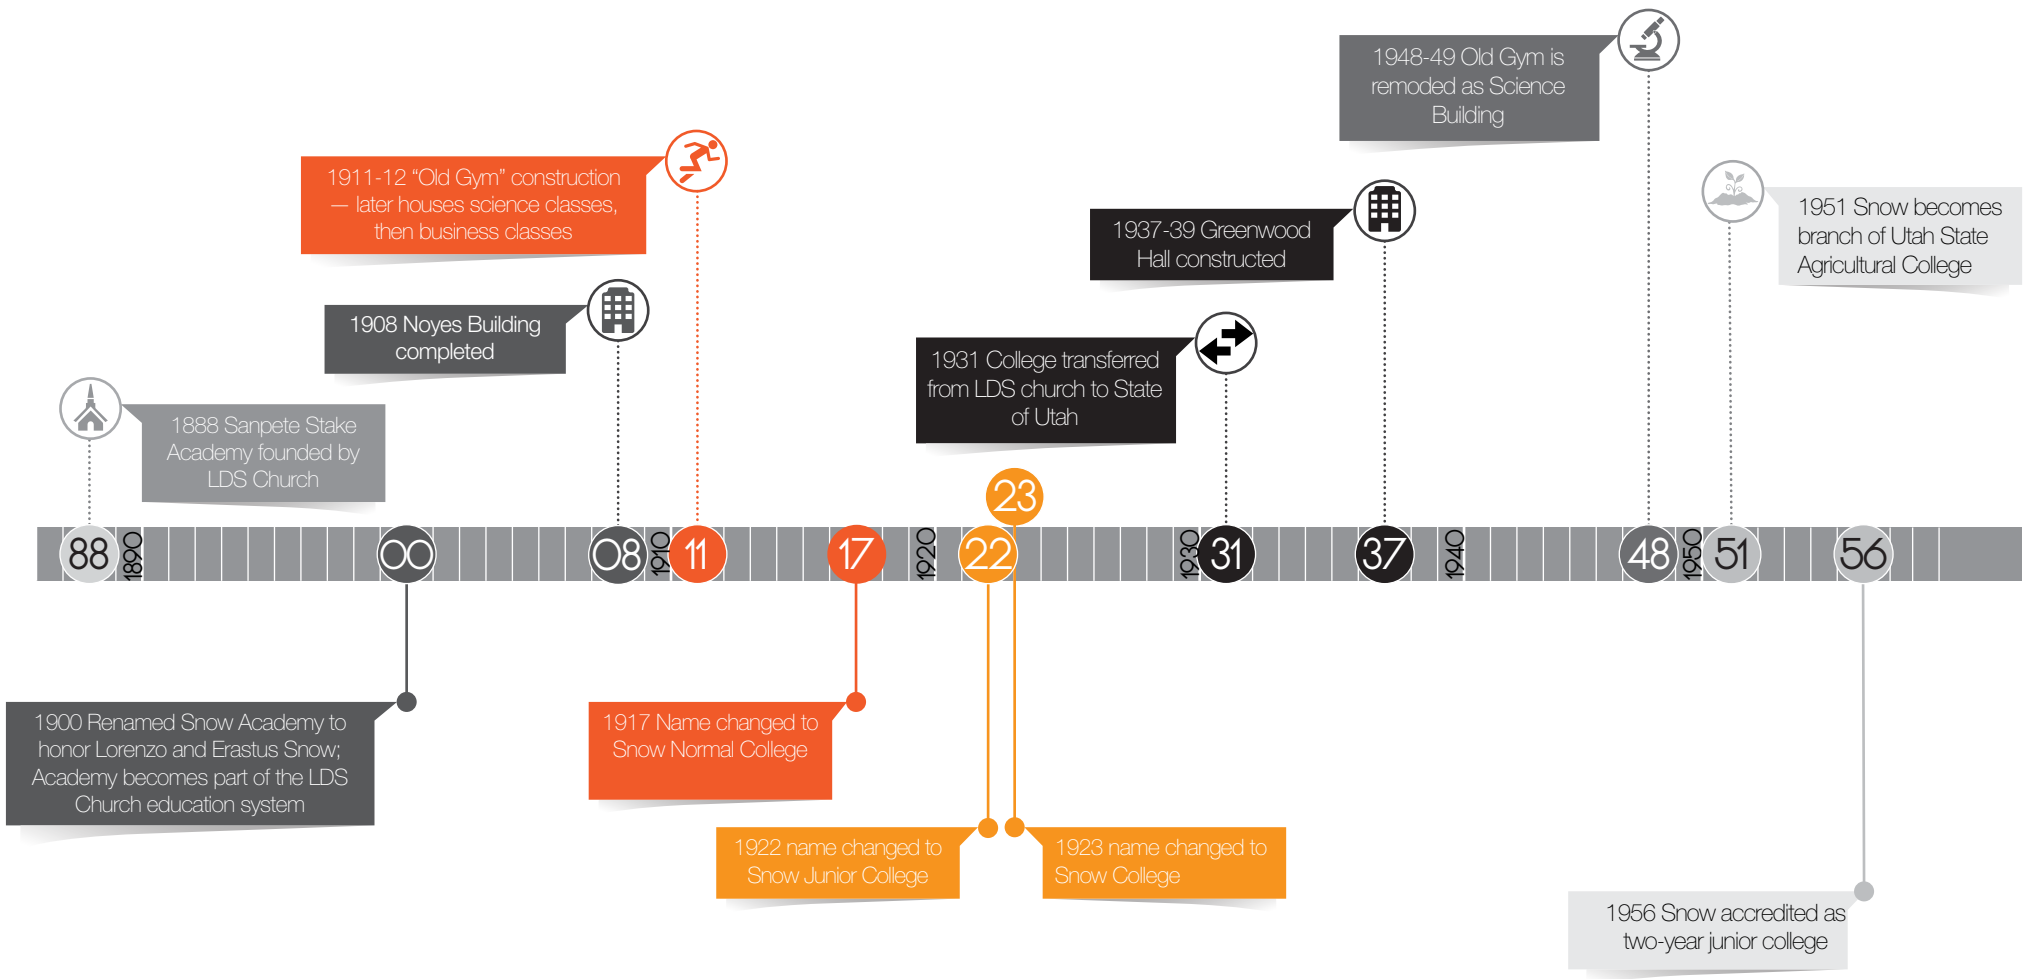 1948-49 Old Gym is
remoded as Science
Building
1911-12 “Old Gym” construction
— later houses science classes,
then business classes
1951 Snow becomes
branch of Utah State
Agricultural College
1937-39 Greenwood
Hall constructed
1908 Noyes Building
completed
1931 College transferred
from LDS church to State
of Utah
1888 Sanpete Stake
Academy founded by
LDS Church
23
88
1890
00
08
1910
11
17
1920
22
1930
31
37
1940
48
1950
51
56
1900 Renamed Snow Academy to
honor Lorenzo and Erastus Snow;
Academy becomes part of the LDS
Church education system
1917 Name changed to
Snow Normal College
1922 name changed to
Snow Junior College
1923 name changed to
Snow College
1956 Snow accredited as
two-year junior college